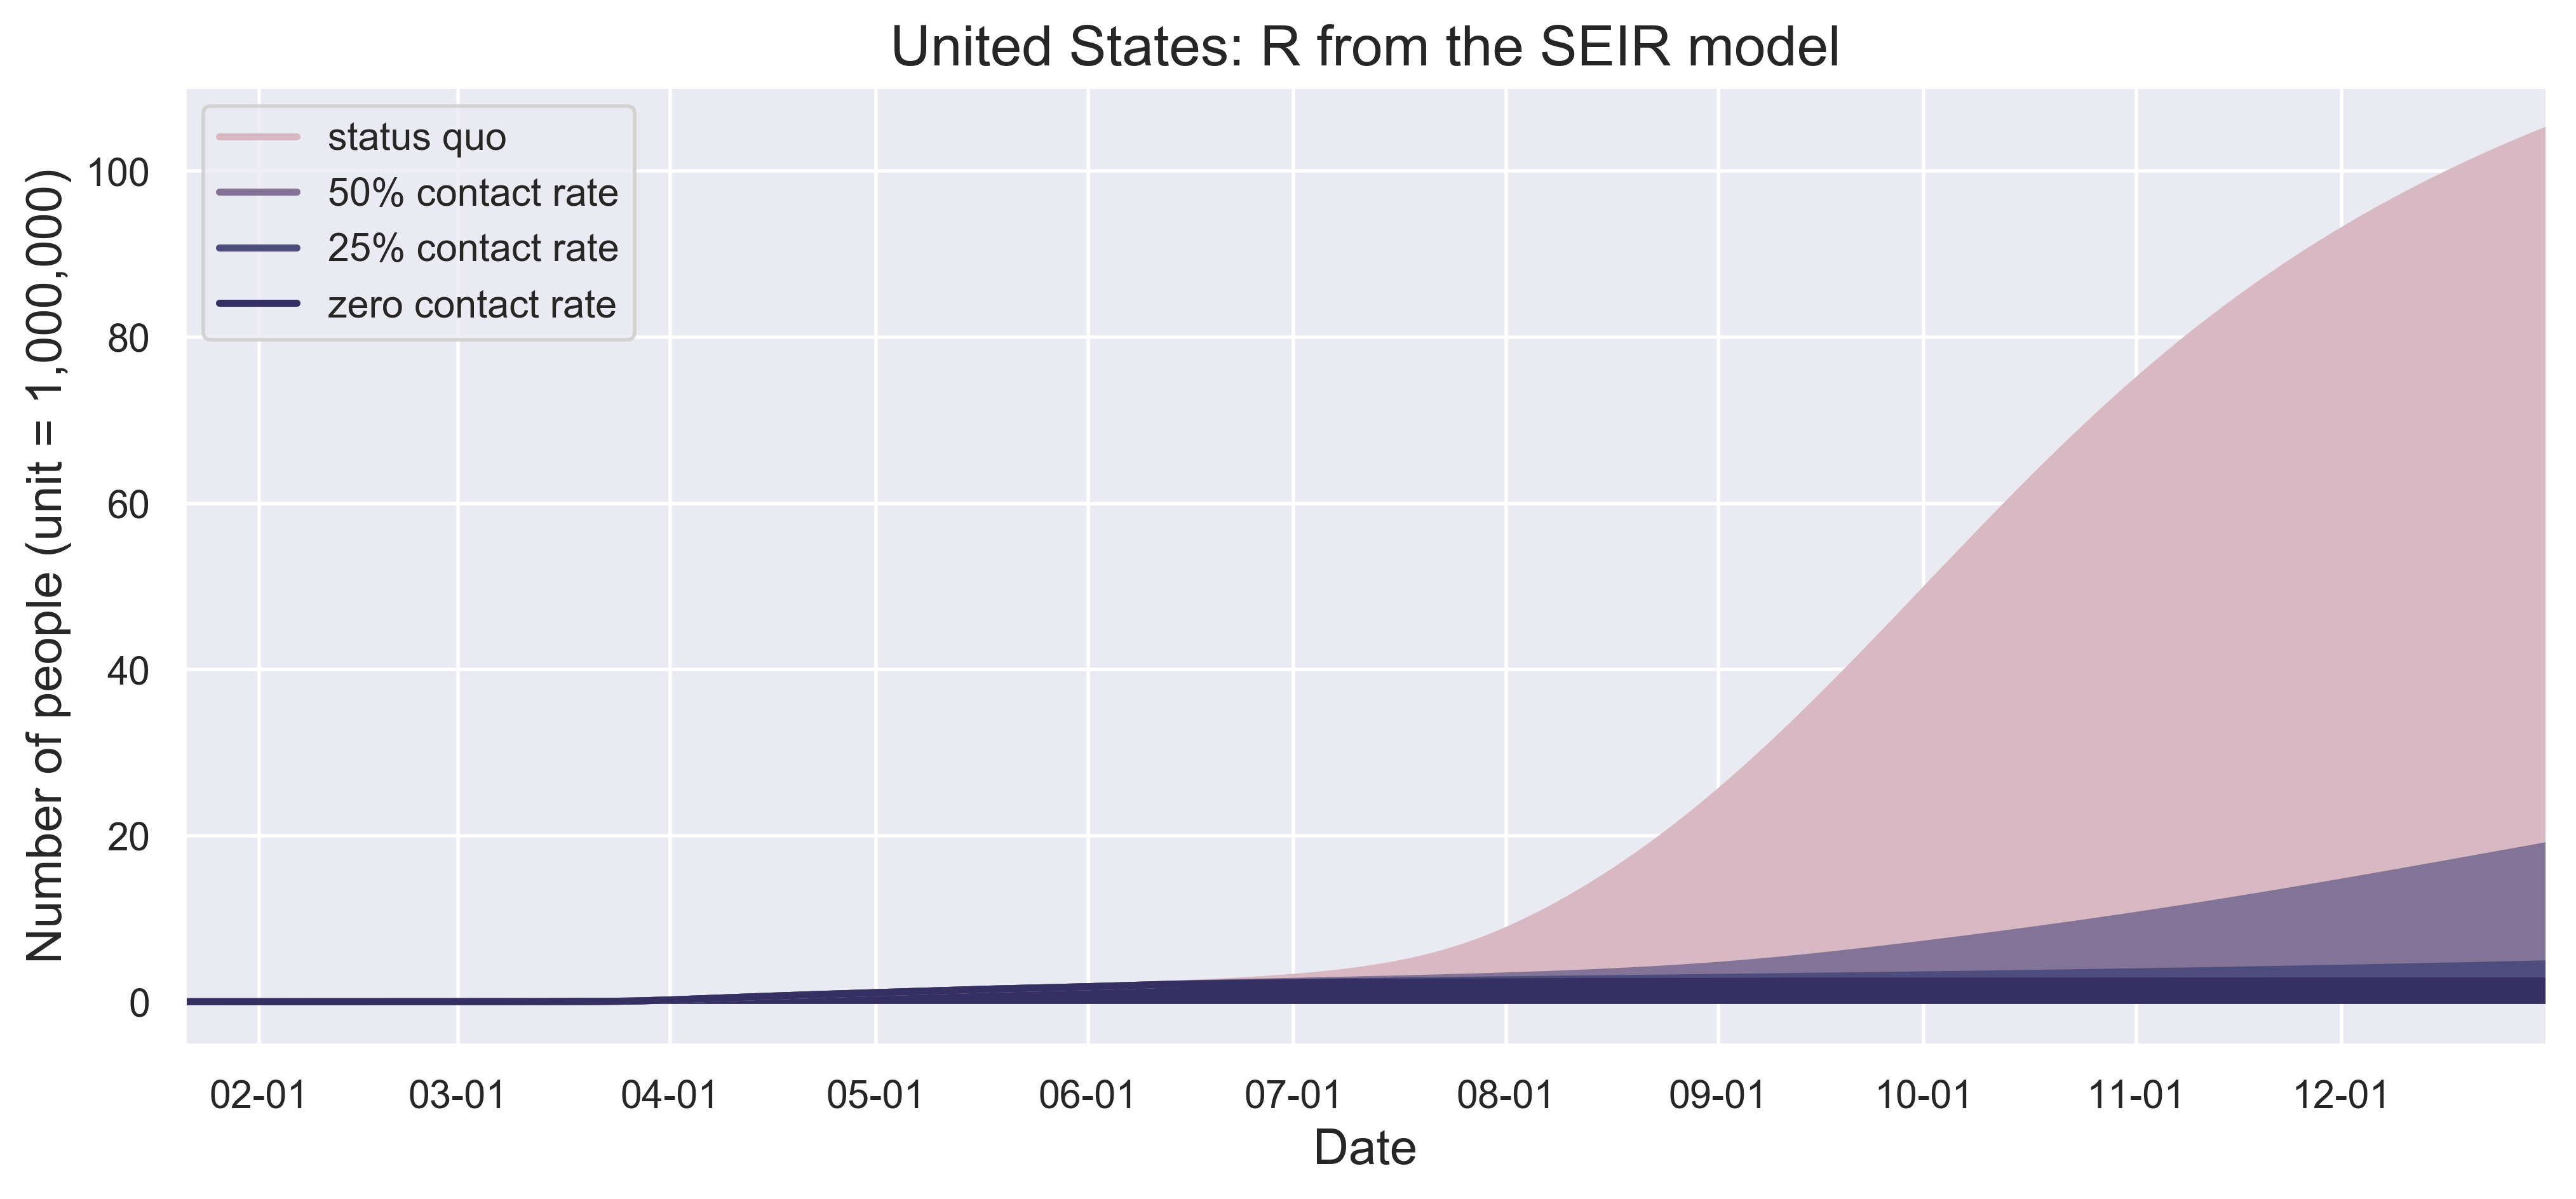 United States: R from the SEIR model
status quo
50% contact rate
25% contact rate
zero contact rate
Number of people (unit = 1,000,000)
100
80
60
40
20
0
02-01 03-01 04-01 05-01 06-01 07-01 08-01 09-01 10-01 11-01 12-01
Date